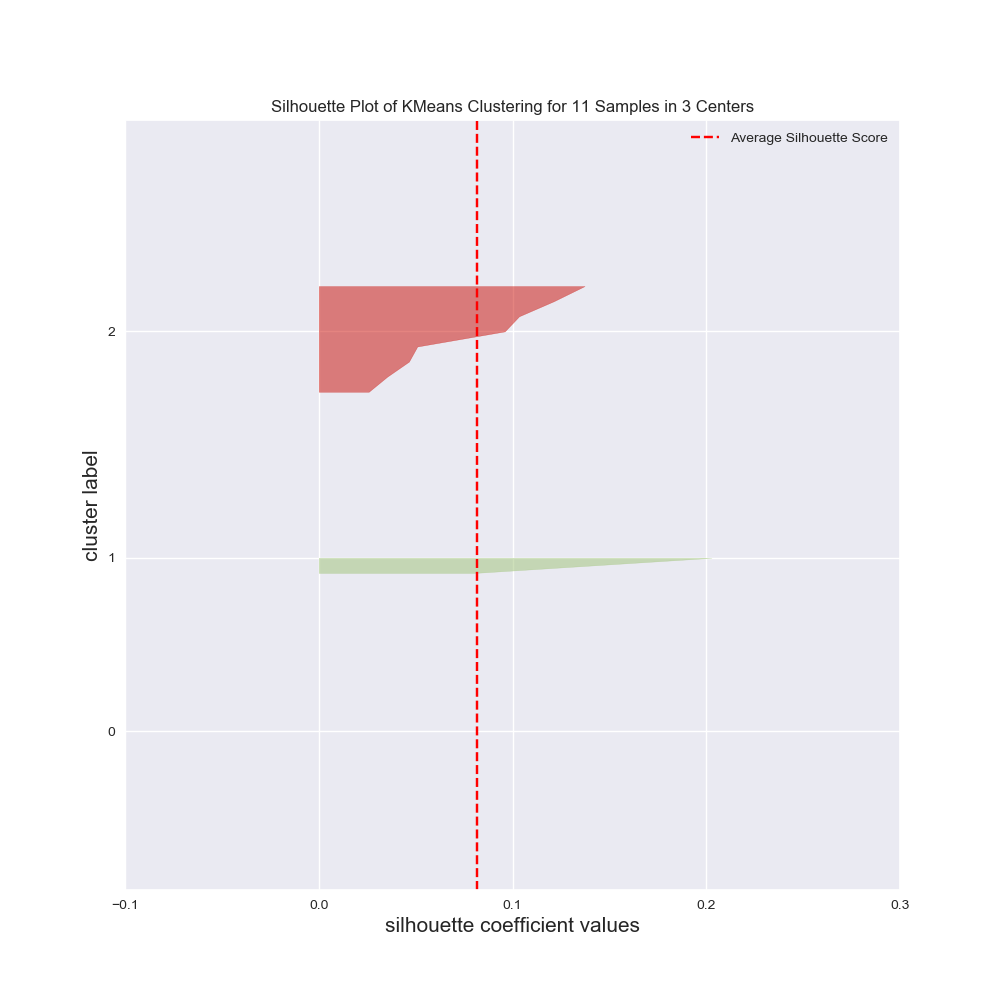 Silhouette Plot of KMeans Clustering for 11 Samples in 3 Centers
Average Silhouette Score
2
1
0
cluster label
−0.1
0.0
0.1
0.2
0.3
silhouette coefficient values